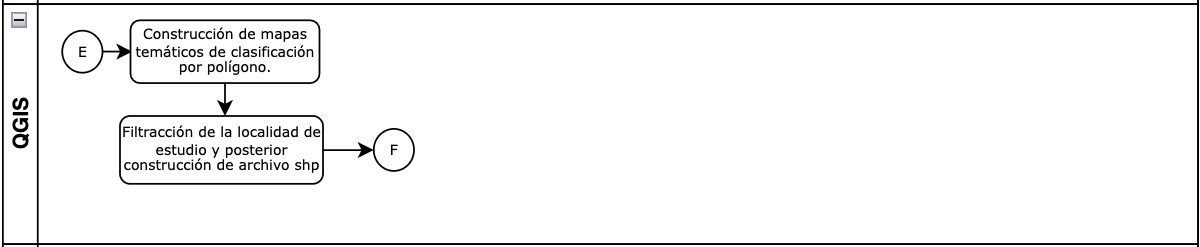 QGIS
E
Construcción de mapas
temáticos de clasificación
por polígono.
Filtracción de la localidad de
estudio y posterior
construcción de archivo shp
F